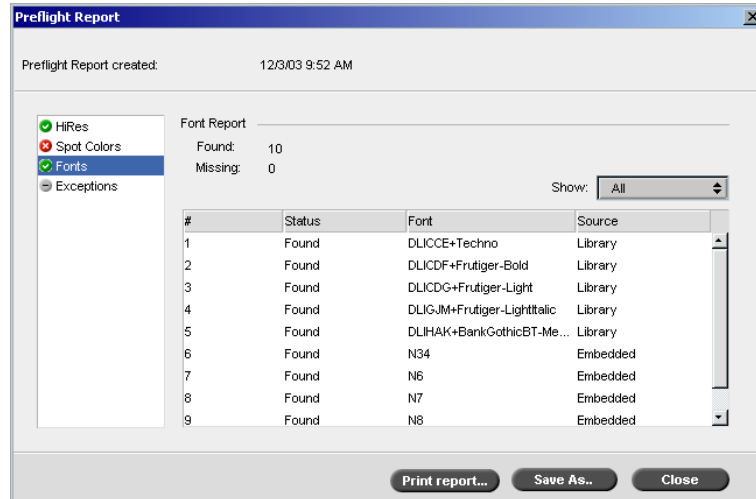 Preflight Report
Preflight Report created: 12/3/03 9:52 AM
HiRes
Spot Colors
Fonts
Exceptions
Font Report
Found: 10
Missing: 0
Show: All
# Status Font Source
1 Found DLICCE+Techno Library
2 Found DLICDF+Frutiger-Bold Library
3 Found DLICDG+Frutiger-Light Library
4 Found DLIGJM+Frutiger-LightItalic Library
5 Found DLIHAK+BankGothicBT-Me... Library
6 Found N34 Embedded
7 Found N6 Embedded
8 Found N7 Embedded
9 Found N8 Embedded
Print report... Save As.. Close